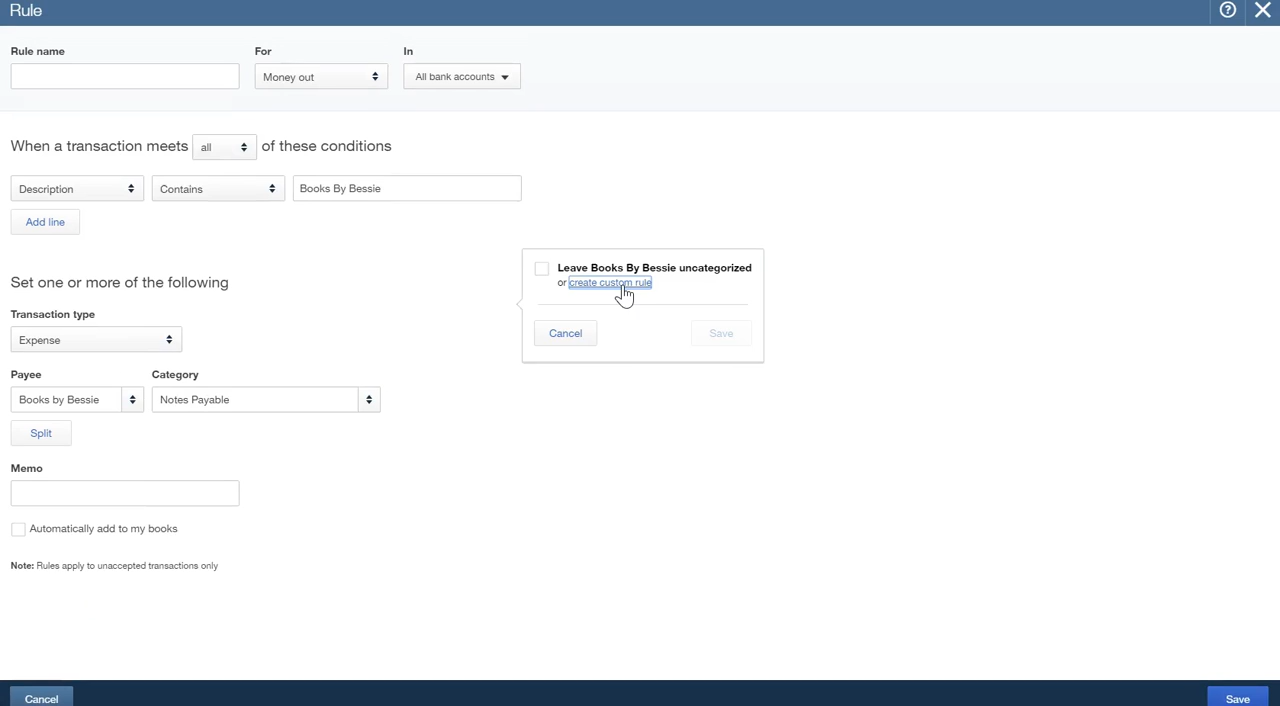 Rule
Rule name For In
Money out All bank accounts
When a transaction meets all of these conditions
Description Contains Books By Bessie
Add line
Leave Books By Bessie uncategorized
or create custom rule
Cancel Save
Set one or more of the following
Transaction type
Expense
Payee Category
Books by Bessie Notes Payable
Split
Memo
Automatically add to my books
Note: Rules apply to unaccepted transactions only
Cancel Save